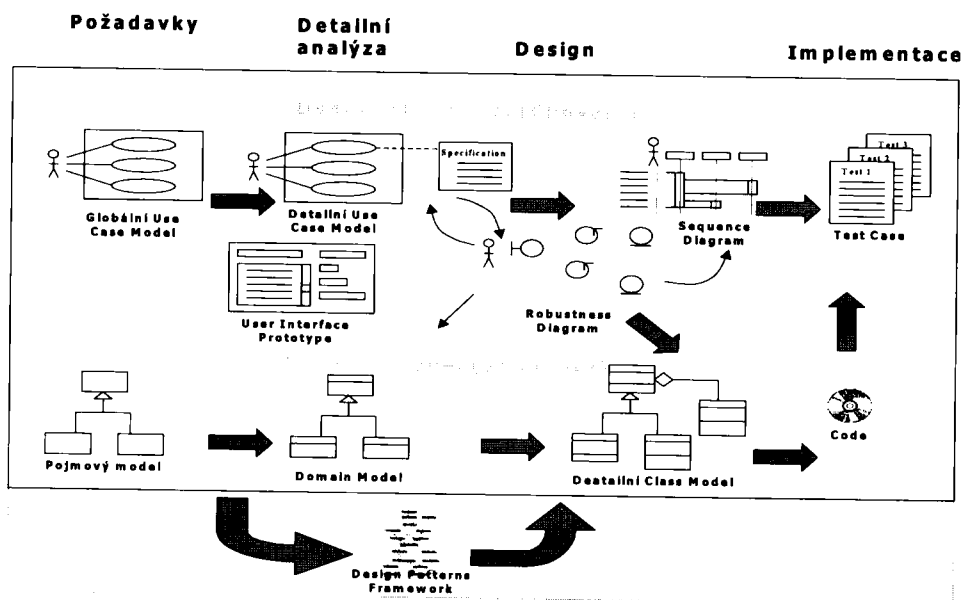 Požadavky
Detailní
analýza
Design
Implementace
Globální Use
Case Model
Detailní Use
Case Model
Specification
Sequence
Diagram
Test 3
Test 2
Test 1
Test Case
User Interface
Prototype
Robustness
Diagram
Pojmový model
Domain Model
Deatailní Class Model
Code
Design Patterns
Framework